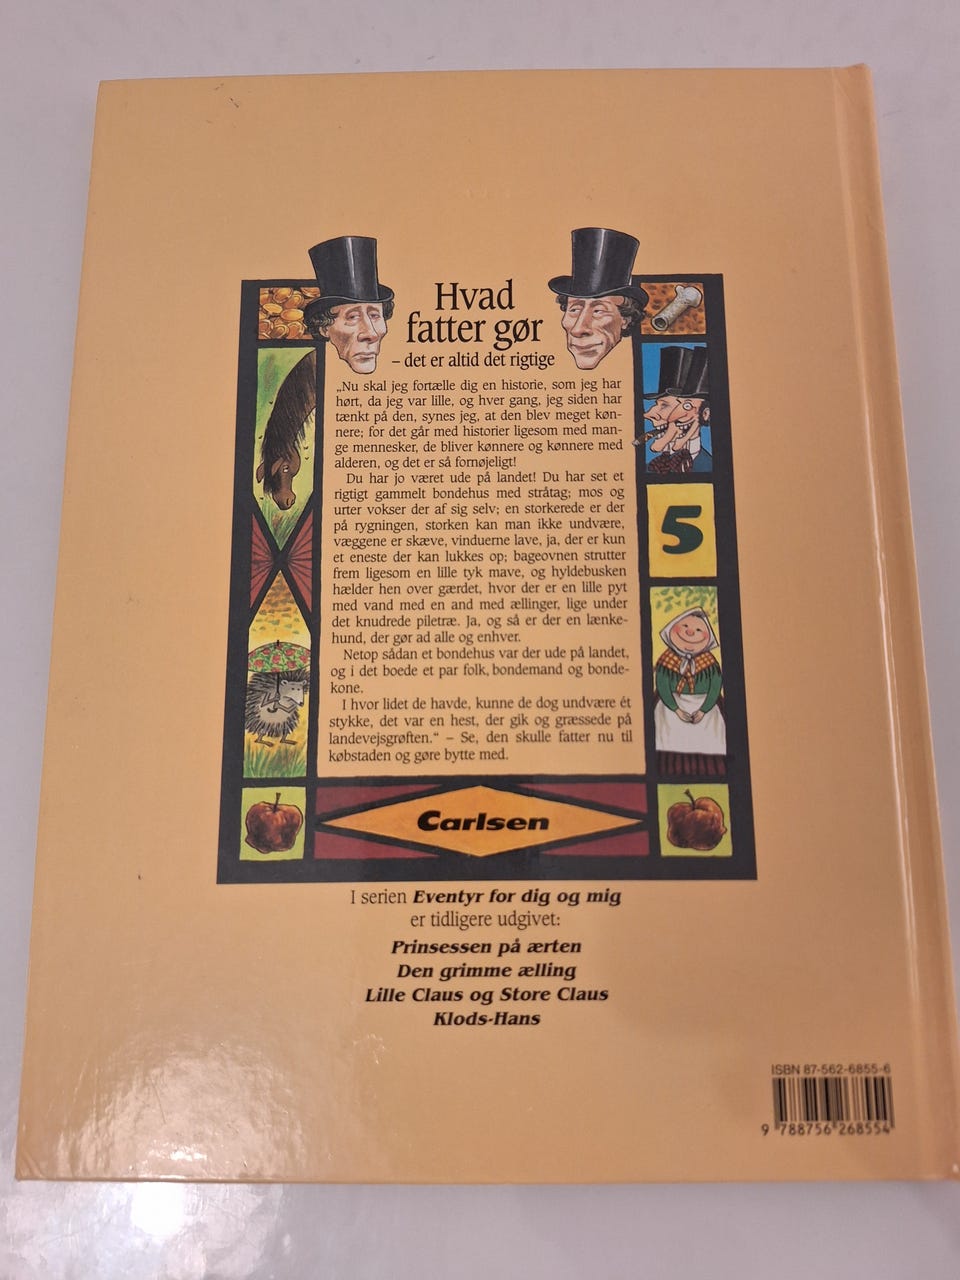 Hvad
fatter gør
– det er altid det rigtige
„Nu skal jeg fortælle dig en historie, som jeg har
hørt, da jeg var lille, og hver gang, jeg siden har
tænkt på den, synes jeg, at den blev meget køn-
nere; for det går med historier ligesom med man-
ge mennesker, de bliver kønnere og kønnere med
alderen, og det er så fornøjeligt!
Du har jo været ude på landet! Du har set et
rigtigt gammelt bondehus med stråtag; mos og
urter vokser der af sig selv; en storkerede er der
på rygningen, storken kan man ikke undvære,
væggene er skæve, vinduerne lave, ja, der er kun
et eneste der kan lukkes op; bageovnen strutter
frem ligesom en lille tyk mave, og hyldebusken
hælder hen over gærdet, hvor der er en lille pyt
med vand med en and med ællinger, lige under
det knudrede piletræ. Ja, og så er der en lænke-
hund, der gør ad alle og enhver.
Netop sådan et bondehus var der ude på landet,
og i det boede et par folk, bondemand og bonde-
kone.
I hvor lidet de havde, kunne de dog undvære ét
stykke, det var en hest, der gik og græssede på
landevejsgrøften.“ – Se, den skulle fatter nu til
købstaden og gøre bytte med.
5
Carlsen
I serien Eventyr for dig og mig
er tidligere udgivet:
Prinsessen på ærten
Den grimme ælling
Lille Claus og Store Claus
Klods-Hans
ISBN 87-562-6855-6
9 788756 268554